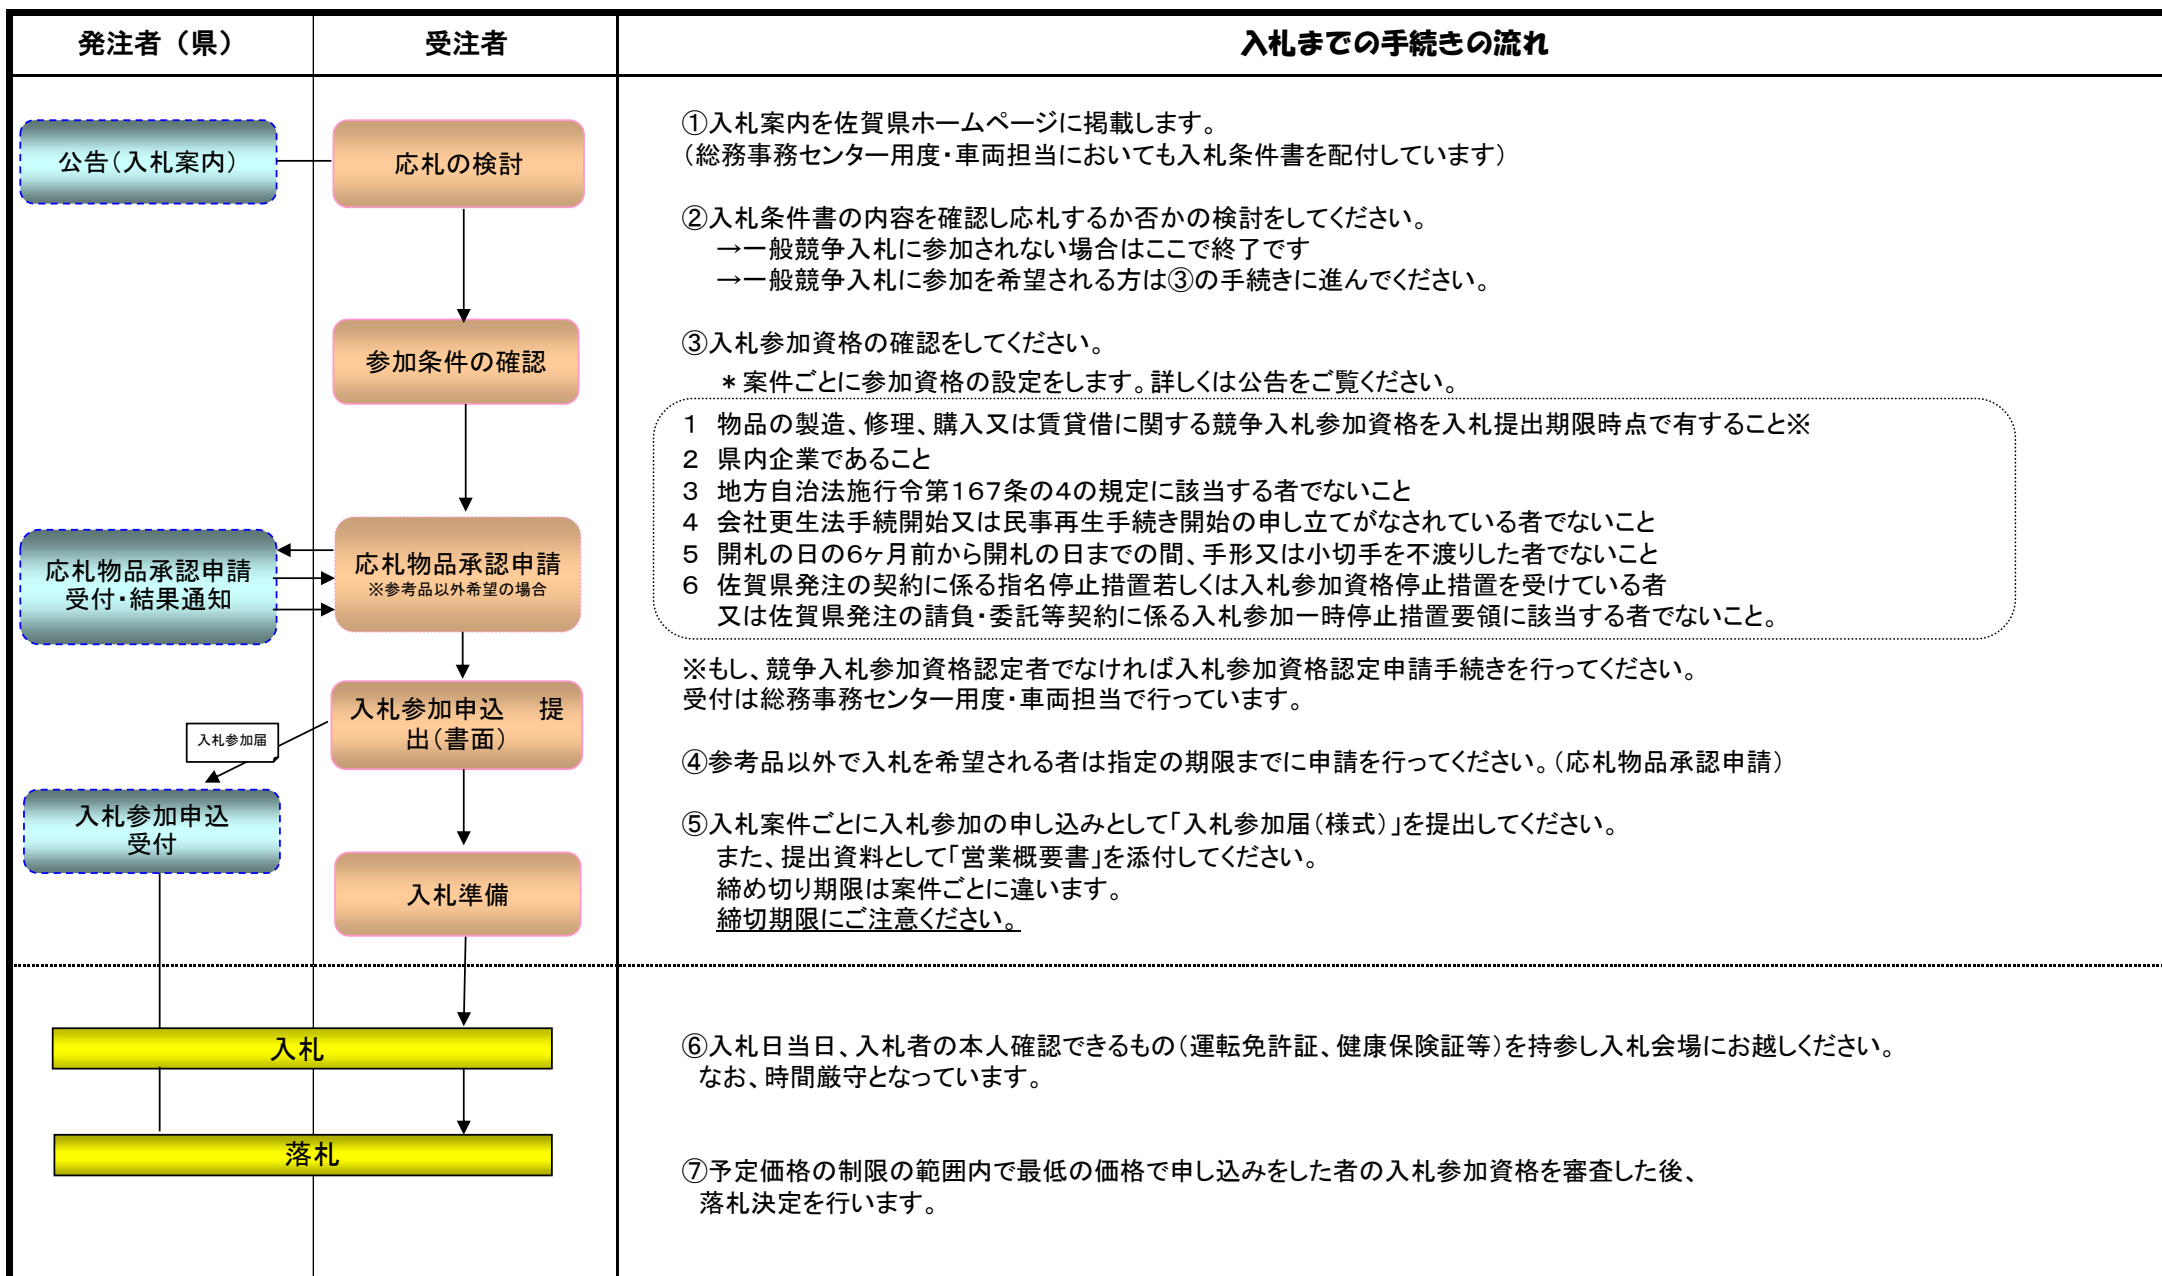 発注者（県）
受注者
入札までの手続きの流れ
公告（入札案内）
応札の検討
参加条件の確認
応札物品承認申請
受付・結果通知
応札物品承認申請
※参考品以外希望の場合
入札参加申込　提
出（書面）
入札参加届
入札参加申込
受付
入札準備
入札
落札
①入札案内を佐賀県ホームページに掲載します。
（総務事務センター用度・車両担当においても入札条件書を配付しています）
②入札条件書の内容を確認し応札するか否かの検討をしてください。
→一般競争入札に参加されない場合はここで終了です
→一般競争入札に参加を希望される方は③の手続きに進んでください。
③入札参加資格の確認をしてください。
＊案件ごとに参加資格の設定をします。詳しくは公告をご覧ください。
１　物品の製造、修理、購入又は賃貸借に関する競争入札参加資格を入札提出期限時点で有すること※
２　県内企業であること
３　地方自治法施行令第１６７条の４の規定に該当する者でないこと
４　会社更生法手続開始又は民事再生手続き開始の申し立てがなされている者でないこと
５　開札の日の６ヶ月前から開札の日までの間、手形又は小切手を不渡りした者でないこと
６　佐賀県発注の契約に係る指名停止措置若しくは入札参加資格停止措置を受けている者
又は佐賀県発注の請負・委託等契約に係る入札参加一時停止措置要領に該当する者でないこと。
※もし、競争入札参加資格認定者でなければ入札参加資格認定申請手続きを行ってください。
受付は総務事務センター用度・車両担当で行っています。
④参考品以外で入札を希望される者は指定の期限までに申請を行ってください。（応札物品承認申請）
⑤入札案件ごとに入札参加の申し込みとして「入札参加届（様式）」を提出してください。
また、提出資料として「営業概要書」を添付してください。
締め切り期限は案件ごとに違います。
締切期限にご注意ください。
⑥入札日当日、入札者の本人確認できるもの（運転免許証、健康保険証等）を持参し入札会場にお越しください。
なお、時間厳守となっています。
⑦予定価格の制限の範囲内で最低の価格で申し込みをした者の入札参加資格を審査した後、
落札決定を行います。